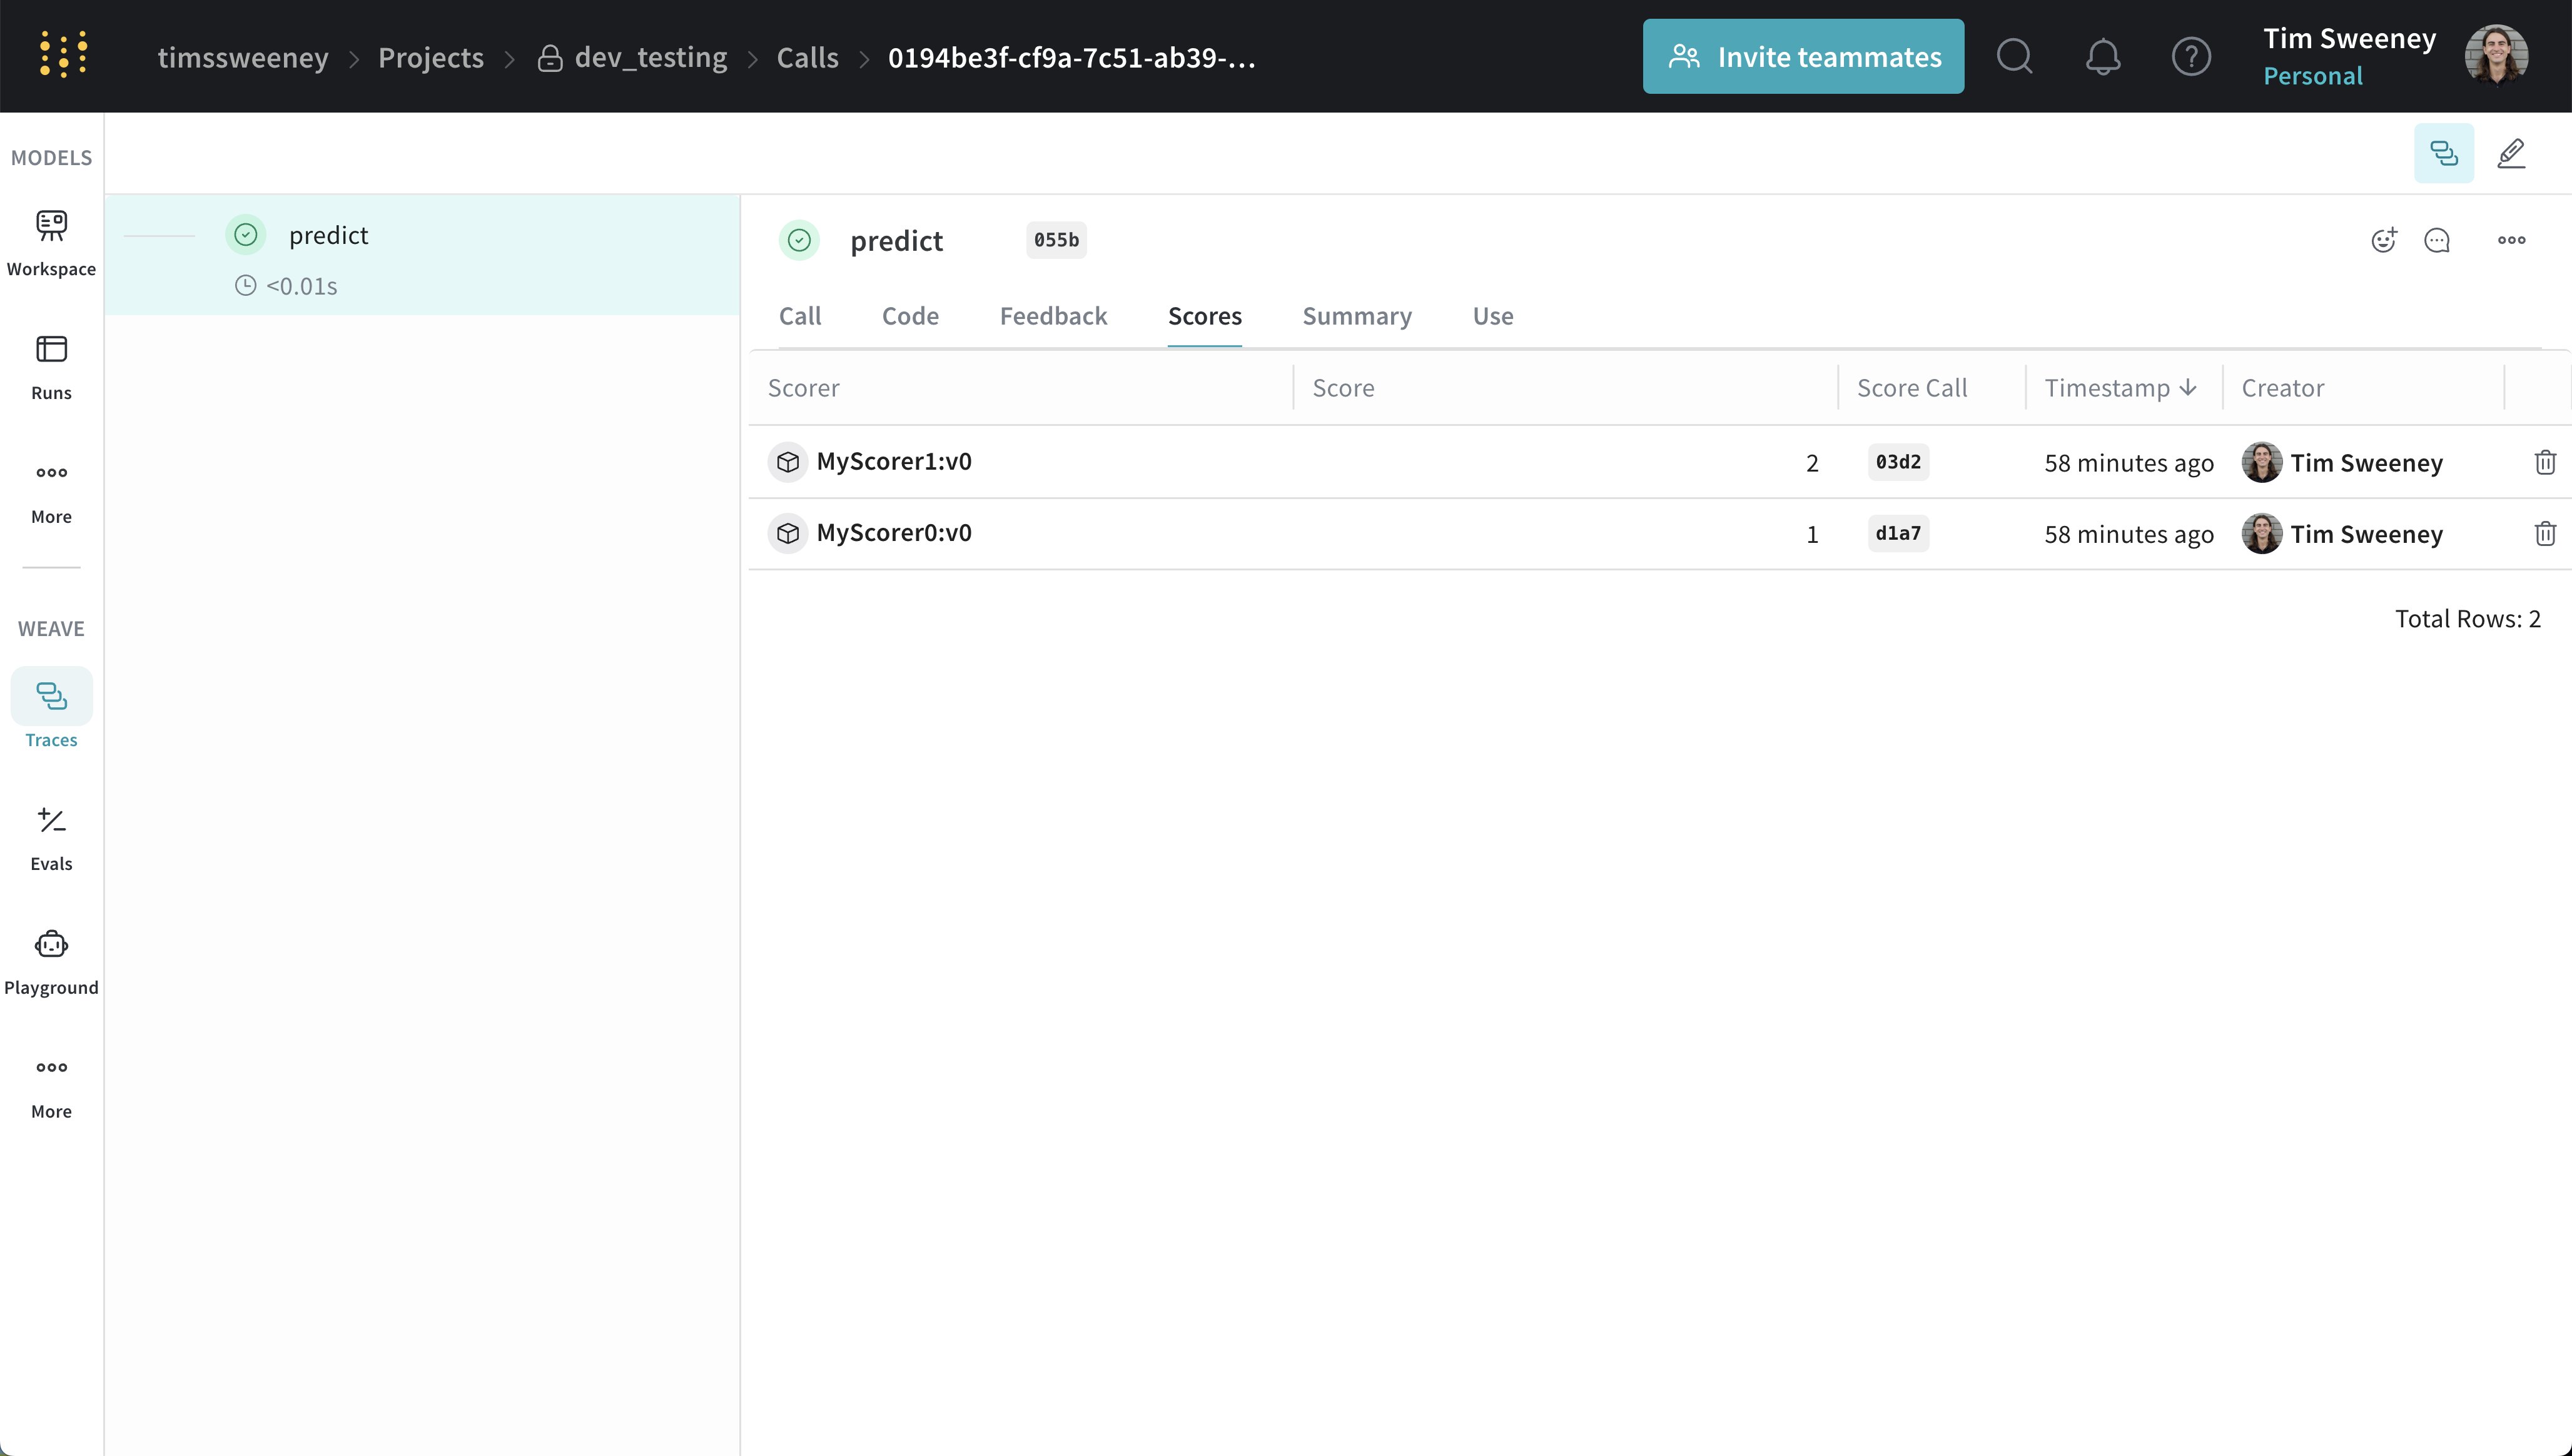 timssweeney
Projects
dev_testing
Calls
0194be3f-cf9a-7c51-ab39-...
Invite teammates
Tim Sweeney
Personal
MODELS
Workspace
Runs
More
WEAVE
Traces
Evals
Playground
More
predict
<0.01s
predict 055b
Call Code Feedback Scores Summary Use
Scorer Score Score Call Timestamp Creator
MyScorer1:v0 2 03d2 58 minutes ago Tim Sweeney
MyScorer0:v0 1 d1a7 58 minutes ago Tim Sweeney
Total Rows: 2